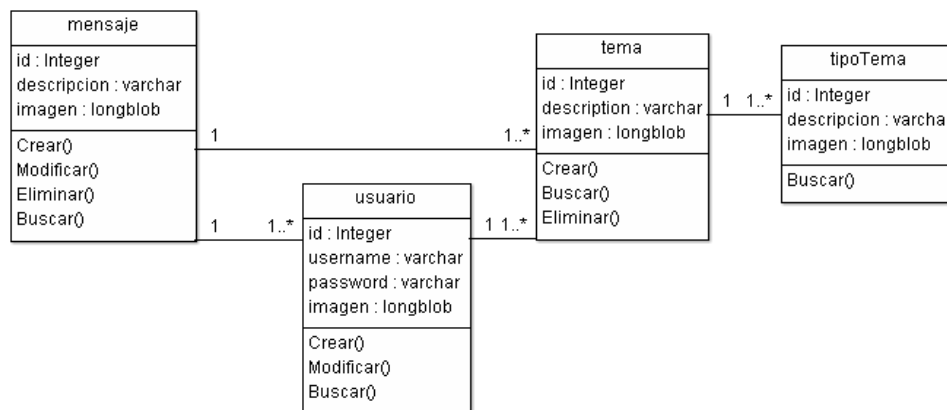 mensaje
id : Integer
descripcion : varchar
imagen : longblob
Crear()
Modificar()
Eliminar()
Buscar()
1
1..*
1
1..*
usuario
id : Integer
username : varchar
password : varchar
imagen : longblob
Crear()
Modificar()
Buscar()
1 1..*
tema
id : Integer
description : varchar
imagen : longblob
Crear()
Buscar()
Eliminar()
1 1..*
tipoTema
id : Integer
descripcion : varcha
imagen : longblob
Buscar()